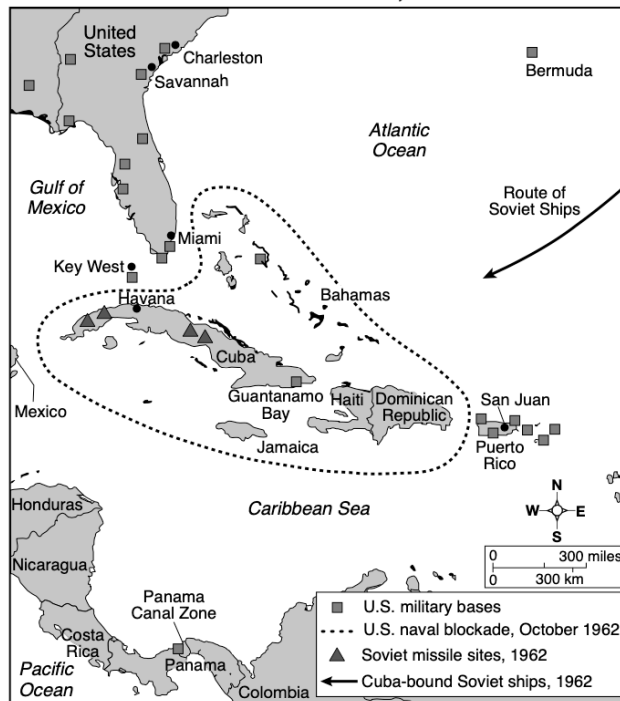 United
States
Charleston
Savannah
Bermuda
Atlantic
Ocean
Gulf of
Mexico
Route of
Soviet Ships
Miami
Key West
Havana
Bahamas
Cuba
Mexico
Guantanamo
Bay
Haiti
Dominican
Republic
San Juan
Jamaica
Puerto
Rico
Caribbean Sea
N
W
E
S
Honduras
0
300 miles
0
300 km
Nicaragua
Panama
Canal Zone
Costa
Rica
Panama
Pacific
Ocean
Colombia
U.S. military bases
U.S. naval blockade, October 1962
Soviet missile sites, 1962
Cuba-bound Soviet ships, 1962